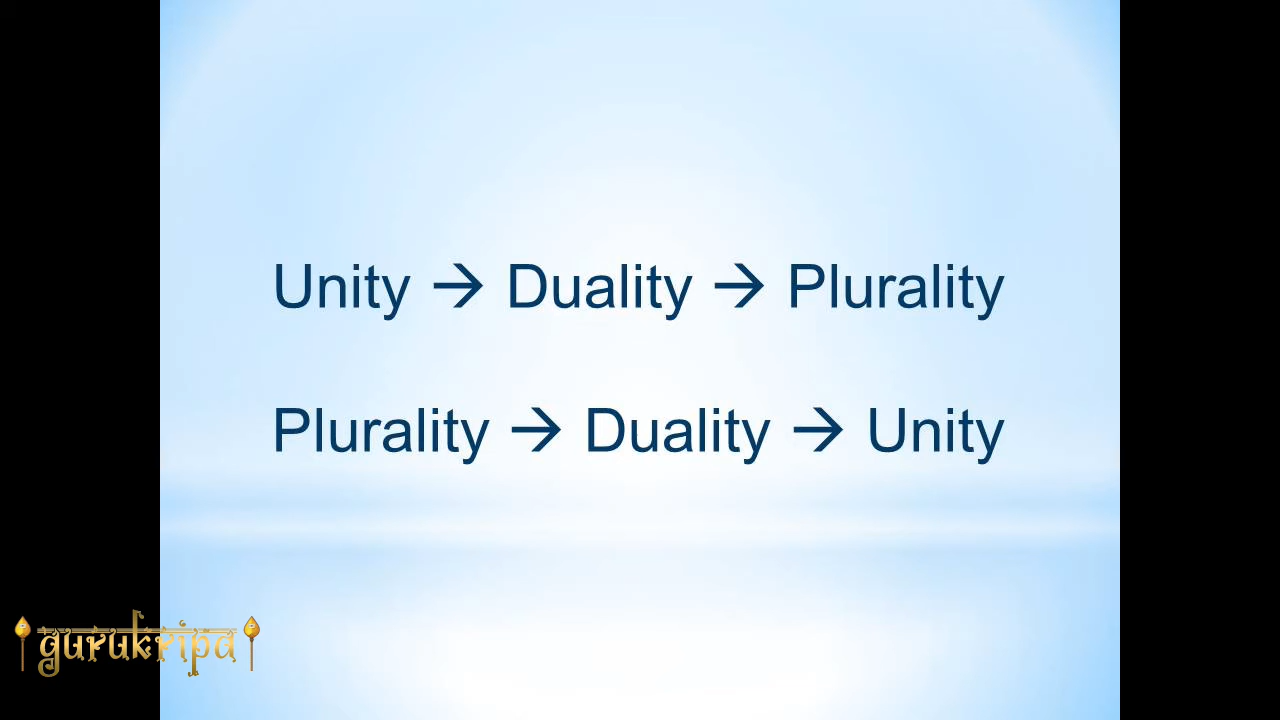 Unity → Duality → Plurality
Plurality → Duality → Unity
gurukripa